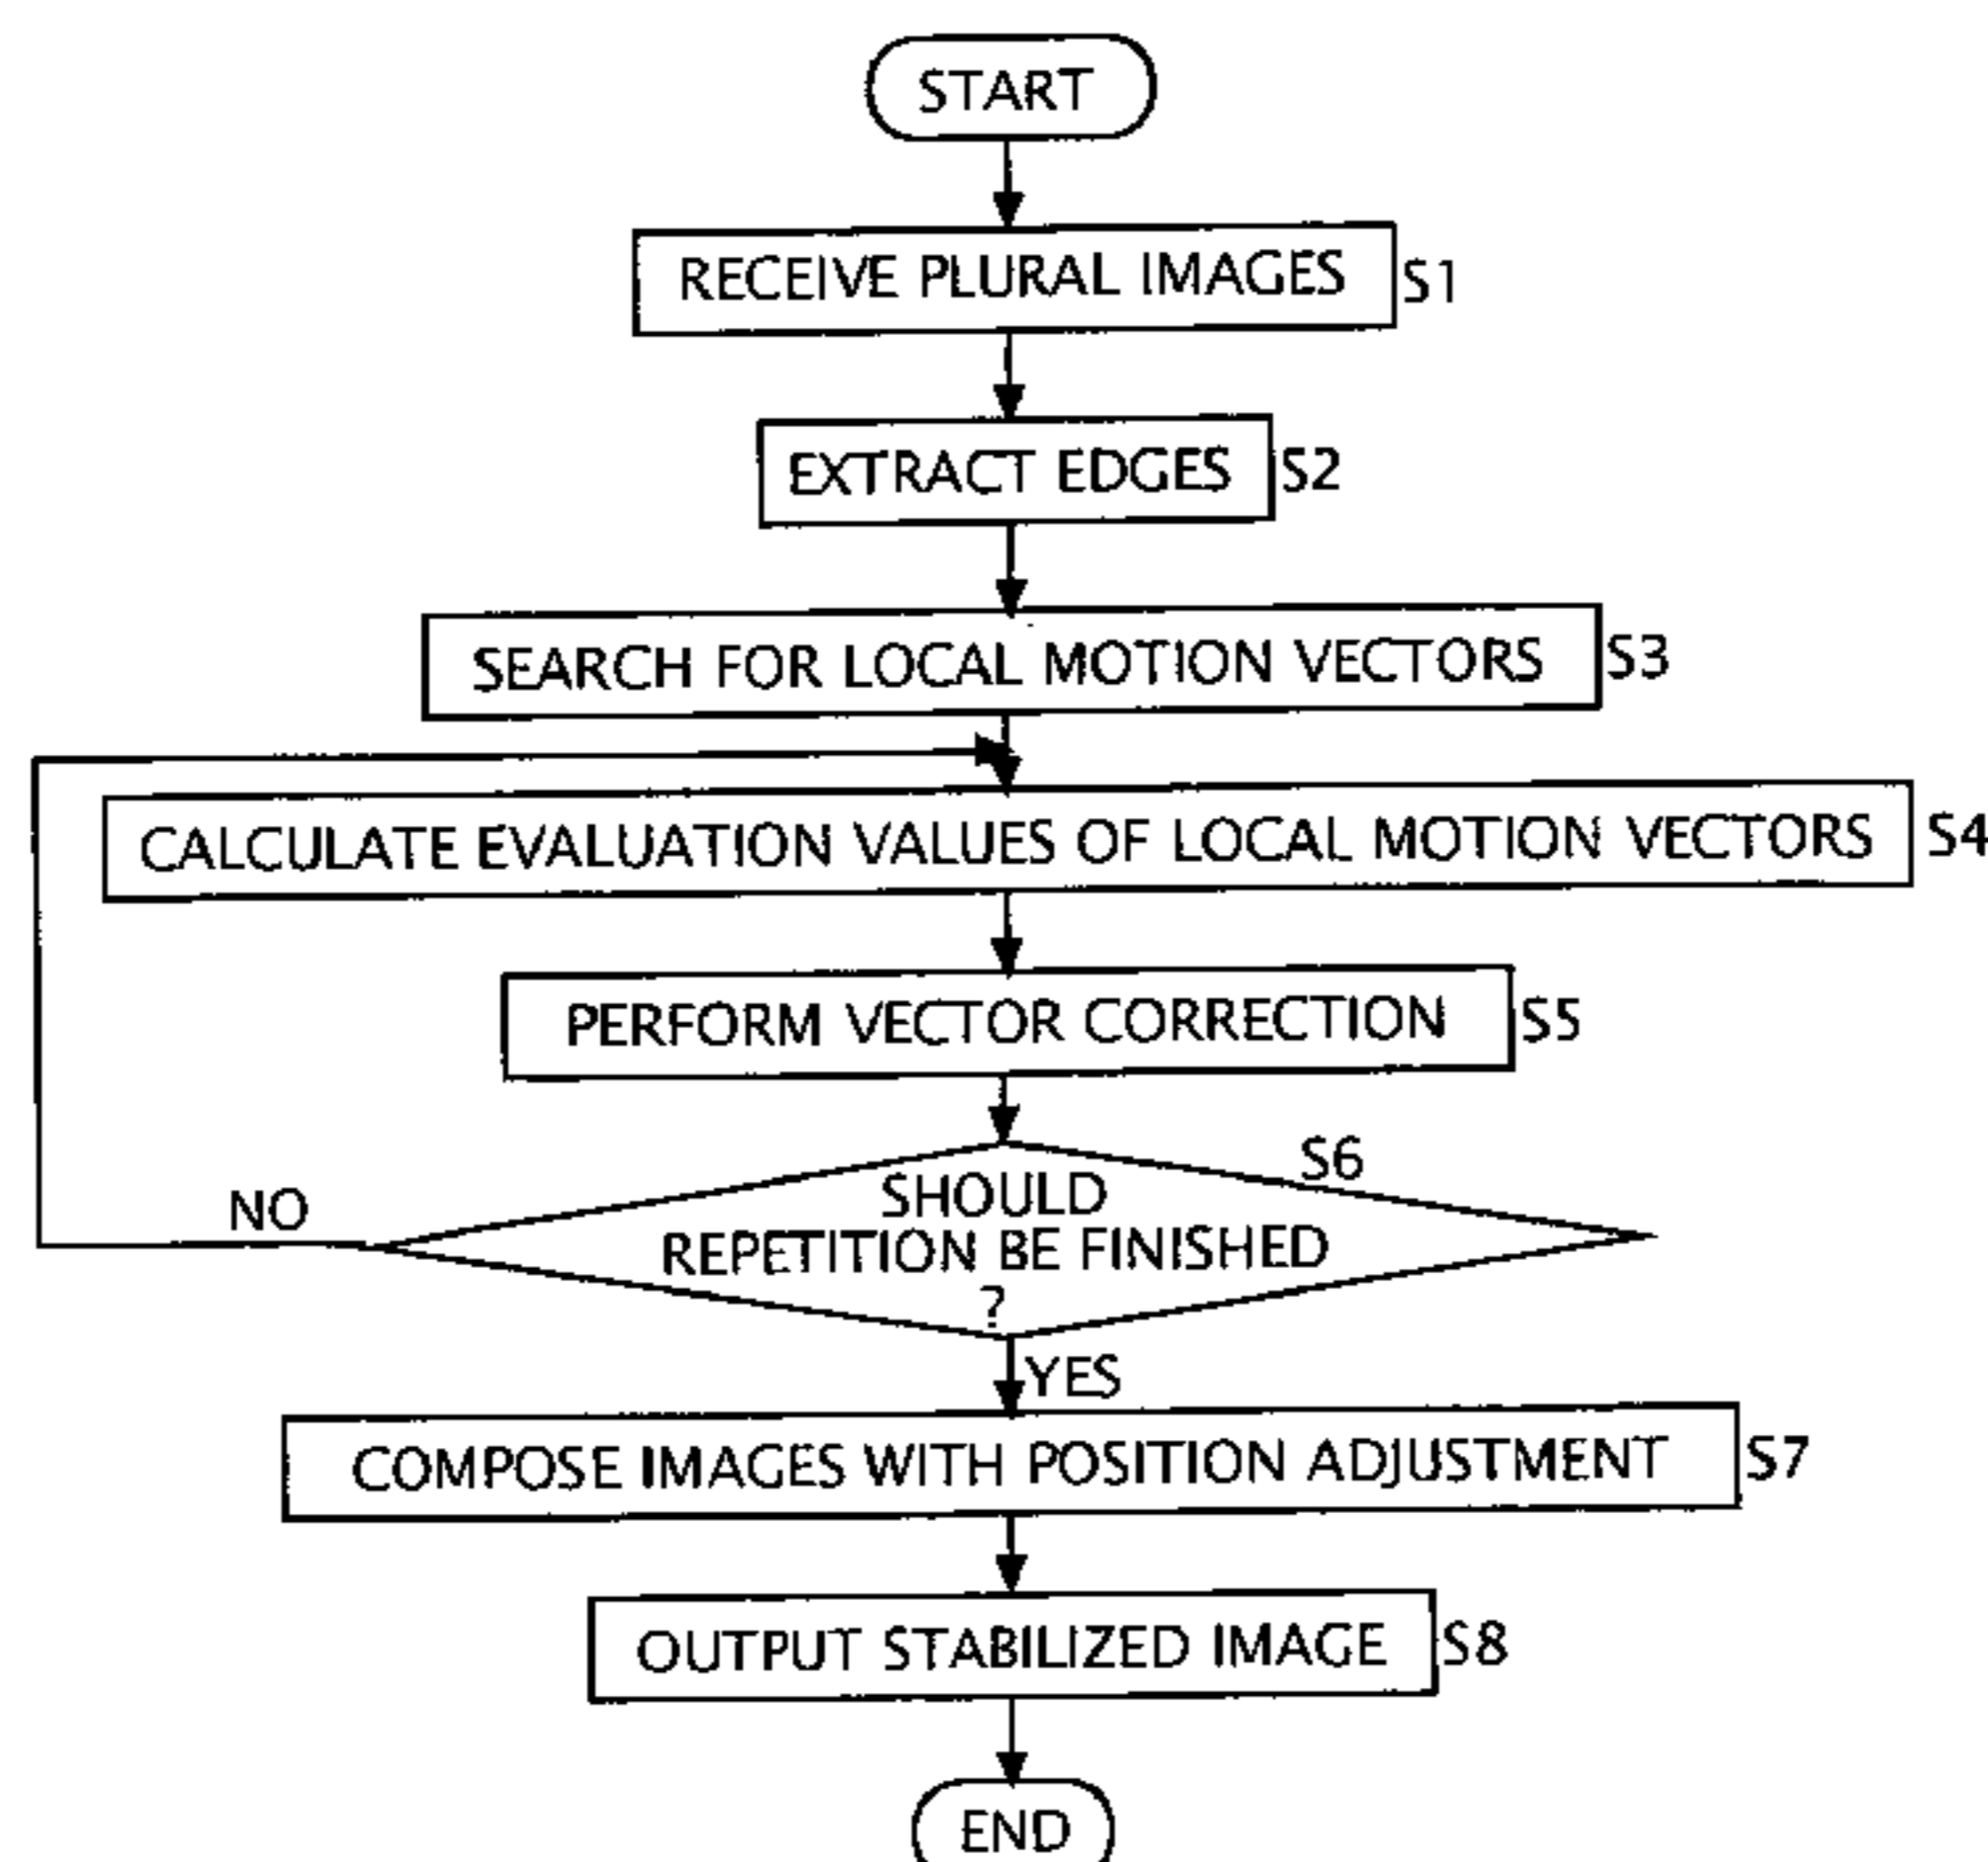 START
RECEIVE PLURAL IMAGES S1
EXTRACT EDGES S2
SEARCH FOR LOCAL MOTION VECTORS S3
CALCULATE EVALUATION VALUES OF LOCAL MOTION VECTORS S4
PERFORM VECTOR CORRECTION S5
S6
SHOULD
REPETITION BE FINISHED
?
NO
YES
COMPOSE IMAGES WITH POSITION ADJUSTMENT S7
OUTPUT STABILIZED IMAGE S8
END